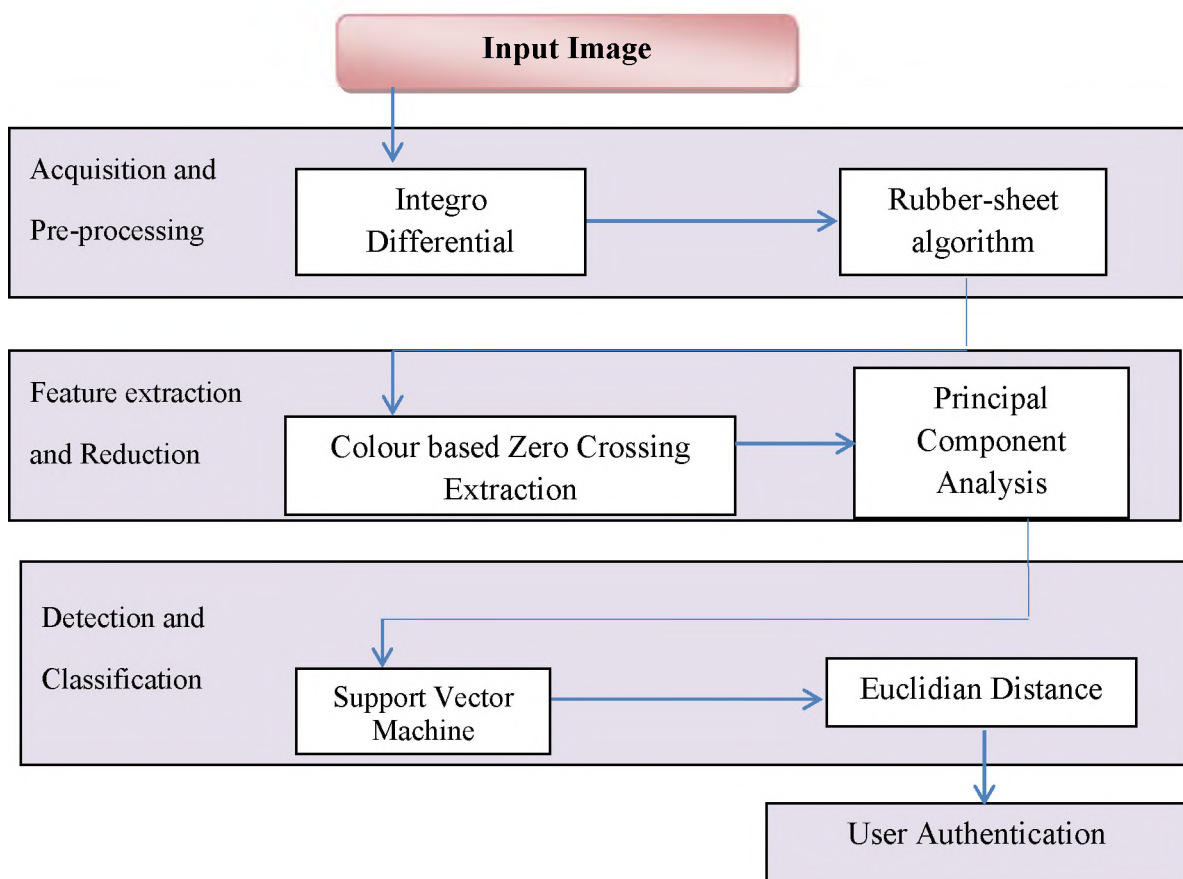 Input Image
Acquisition and
Pre-processing
Integro
Differential
Rubber-sheet
algorithm
Feature extraction
and Reduction
Colour based Zero Crossing
Extraction
Principal
Component
Analysis
Detection and
Classification
Support Vector
Machine
Euclidian Distance
User Authentication